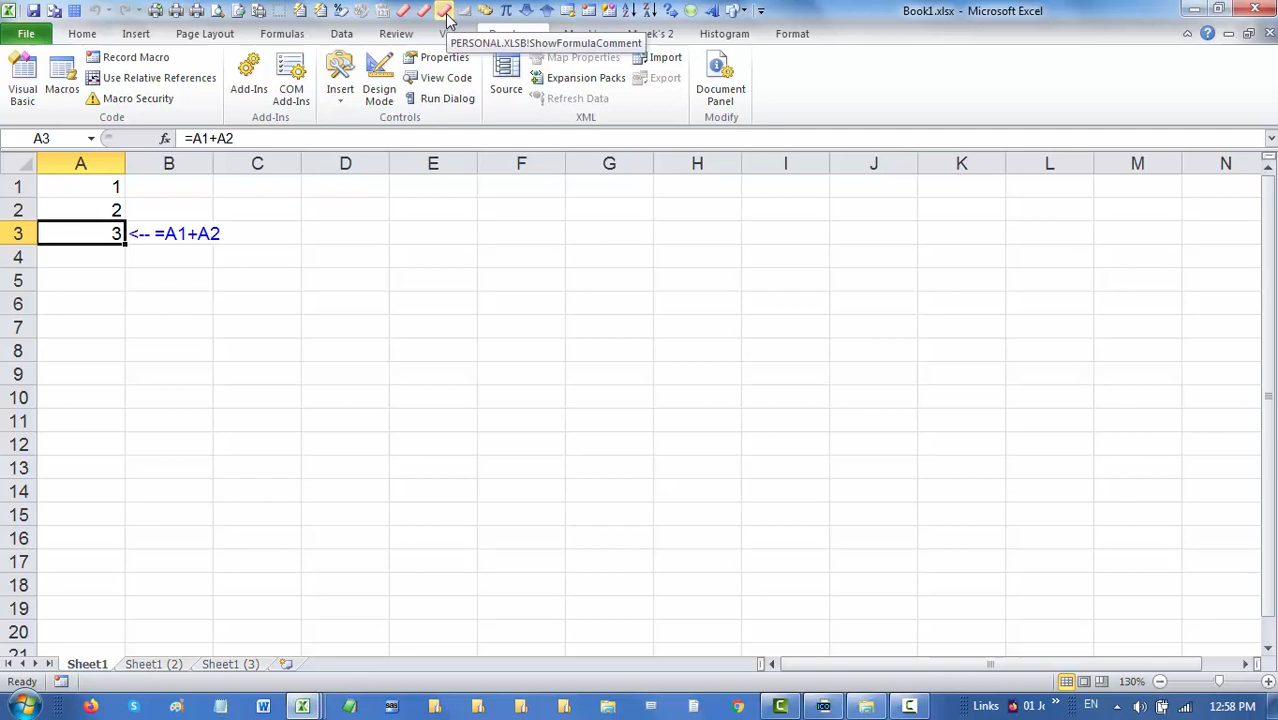 Book1.xlsx - Microsoft Excel
File Home Insert Page Layout Formulas Data Review Histogram Format
PERSONAL.XLSB!ShowFormulaComment
Visual Basic
Macros
Record Macro
Use Relative References
Macro Security
Code
Add-Ins
COM Add-Ins
Add-Ins
Insert
Design Mode
Properties
View Code
Run Dialog
Controls
Source
Map Properties
Expansion Packs
Refresh Data
Import
Export
XML
Document Panel
Modify
A3 fx =A1+A2
A B C D E F G H I J K L M N
1 1
2 2
3 3 <-- =A1+A2
4
5
6
7
8
9
10
11
12
13
14
15
16
17
18
19
20
21
Sheet1 Sheet1 (2) Sheet1 (3)
Ready 130%
Links 01 EN 12:58 PM